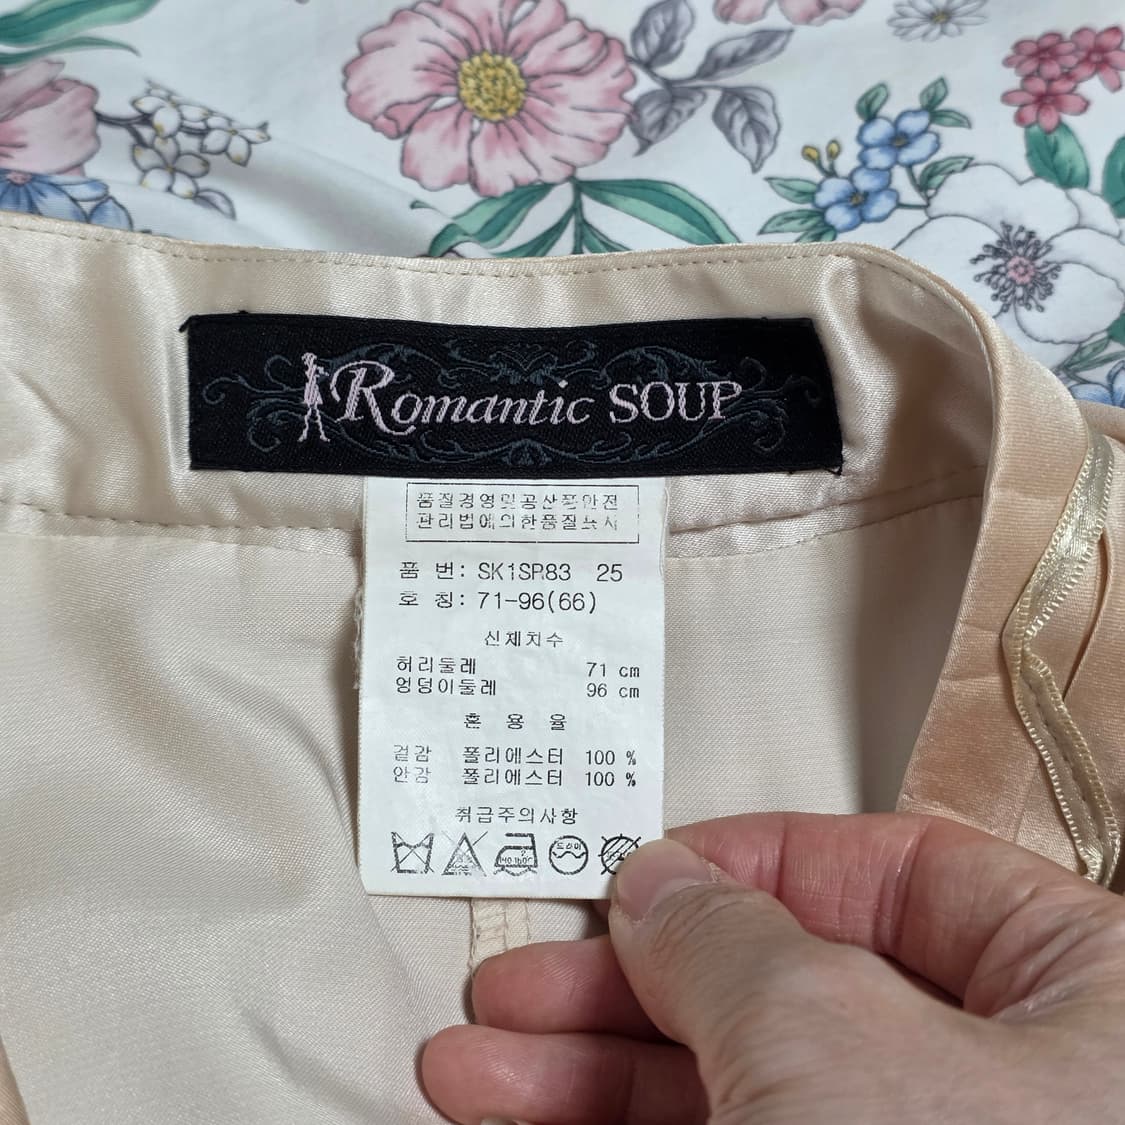 Romantic SOUP
품질경영및공산품안전
관리법에의한품질표시
품 번: SK1SR83 25
호 칭: 71-96(66)
신체치수
허리둘레 71 cm
엉덩이둘레 96 cm
혼 용 율
겉감 폴리에스터 100 %
안감 폴리에스터 100 %
취급주의사항
드라이